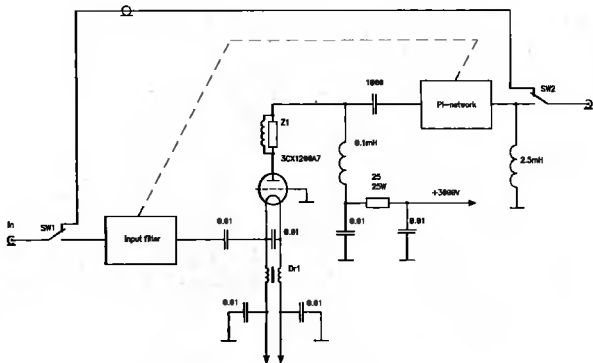 1000
PI-network
SW2
Z1
3CX1200A7
0.1mH
2.5mH
25
25W
+3000V
0.01
0.01
In
SW1
Input filter
0.01
0.01
Dr1
0.01
0.01